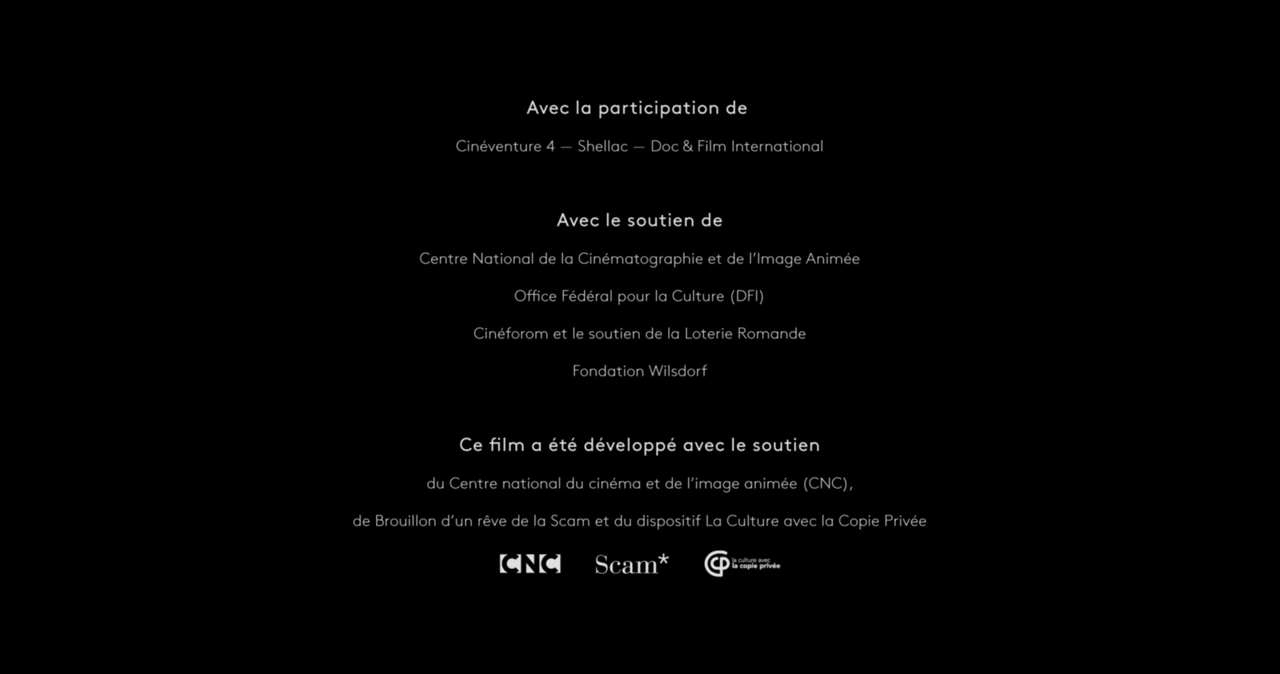 Avec la participation de
Cinéventure 4 — Shellac — Doc & Film International
Avec le soutien de
Centre National de la Cinématographie et de l’Image Animée
Office Fédéral pour la Culture (DFI)
Cinéforom et le soutien de la Loterie Romande
Fondation Wilsdorf
Ce film a été développé avec le soutien
du Centre national du cinéma et de l’image animée (CNC),
de Brouillon d’un rêve de la Scam et du dispositif La Culture avec la Copie Privée
CNC Scam* CP la culture avec
la copie privée